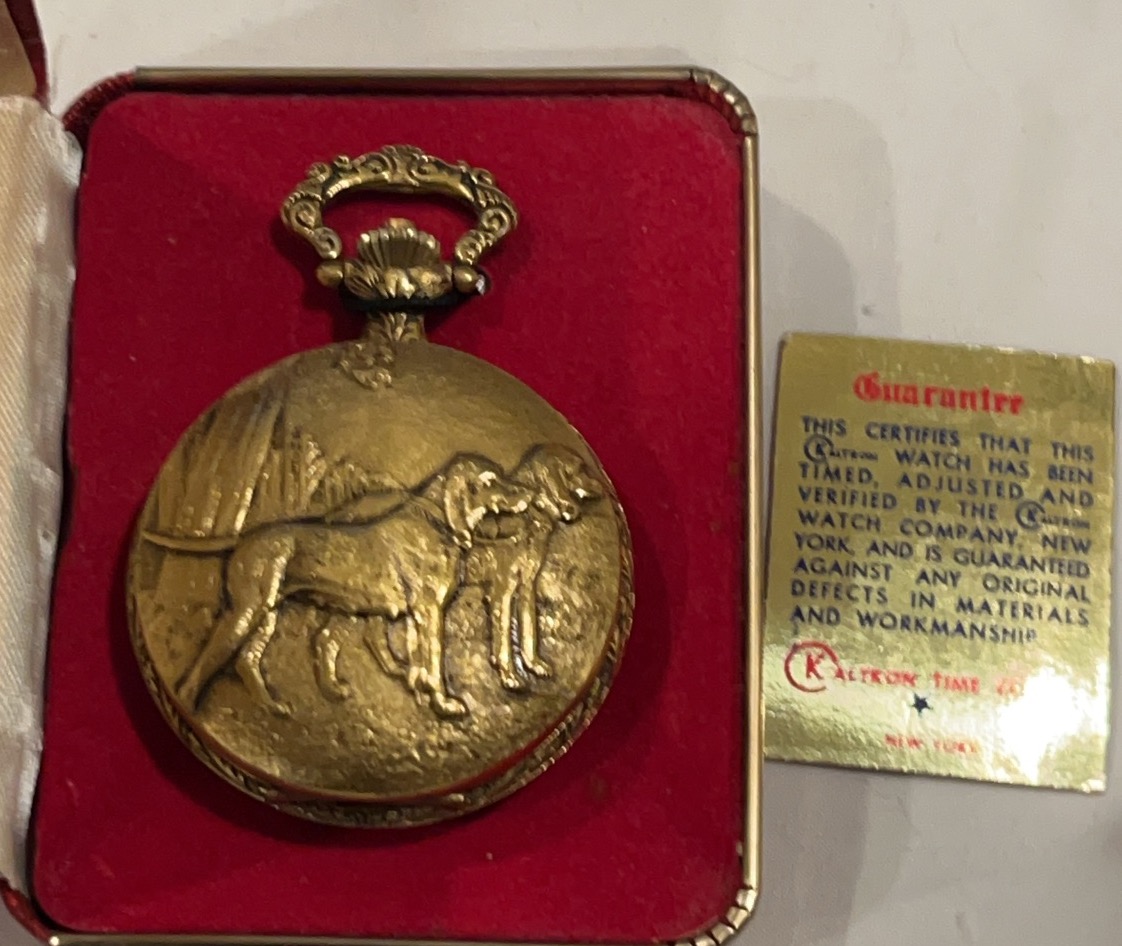 Guarantee
THIS CERTIFIES THAT THIS
KALTRON WATCH HAS BEEN
TIMED, ADJUSTED AND
VERIFIED BY THE KALTRON
WATCH COMPANY, NEW
YORK, AND IS GUARANTEED
AGAINST ANY ORIGINAL
DEFECTS IN MATERIALS
AND WORKMANSHIP
KALTRON TIME
NEW YORK